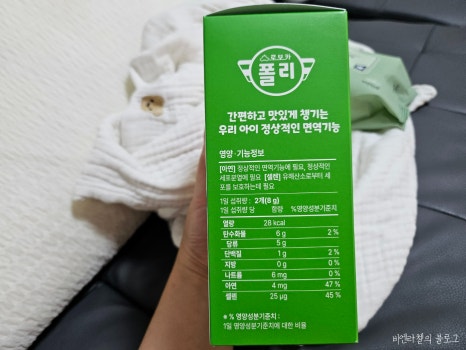 로보카
폴리
간편하고 맛있게 챙기는
우리 아이 정상적인 면역기능
영양·기능정보
[아연] 정상적인 면역기능에 필요, 정상적인
세포분열에 필요 [셀렌] 유해산소로부터 세포
를 보호하는데 필요
1일 섭취량 : 2개(8 g)
1일 섭취량 당 함량 %영양성분기준치
열량 28 kcal
탄수화물 6 g 2 %
당류 5 g
단백질 1 g 2 %
지방 0 g 0 %
나트륨 6 mg 0 %
아연 4 mg 47 %
셀렌 25 μg 45 %
* % 영양성분기준치 :
1일 영양성분기준치에 대한 비율